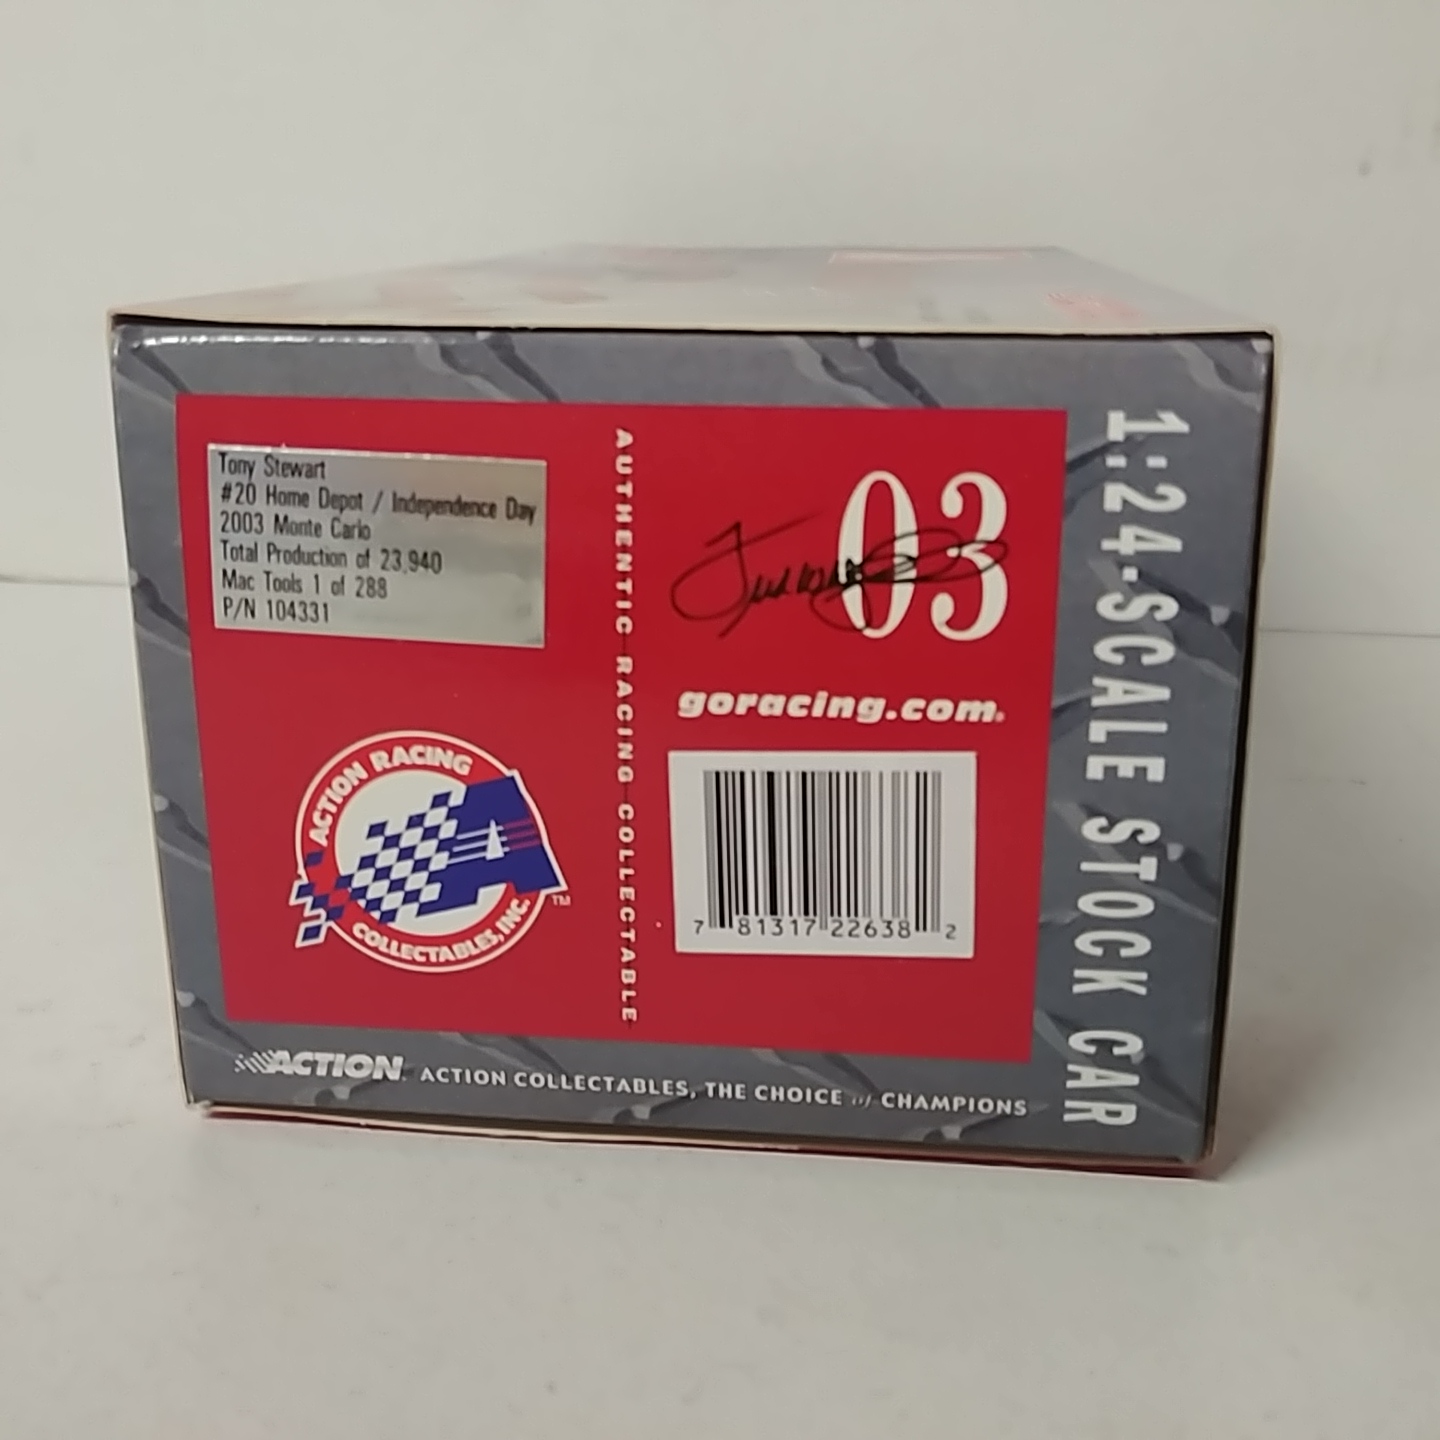 Tony Stewart
#20 Home Depot / Independence Day
2003 Monte Carlo
Total Production of 23,940
Mac Tools 1 of 288
P/N 104331
AUTHENTIC RACING COLLECTABLE
03
goracing.com®
7 81317 22638 2
ACTION RACING
COLLECTABLES, INC.
TM
1:24-SCALE STOCK CAR
ACTION. ACTION COLLECTABLES, THE CHOICE of CHAMPIONS